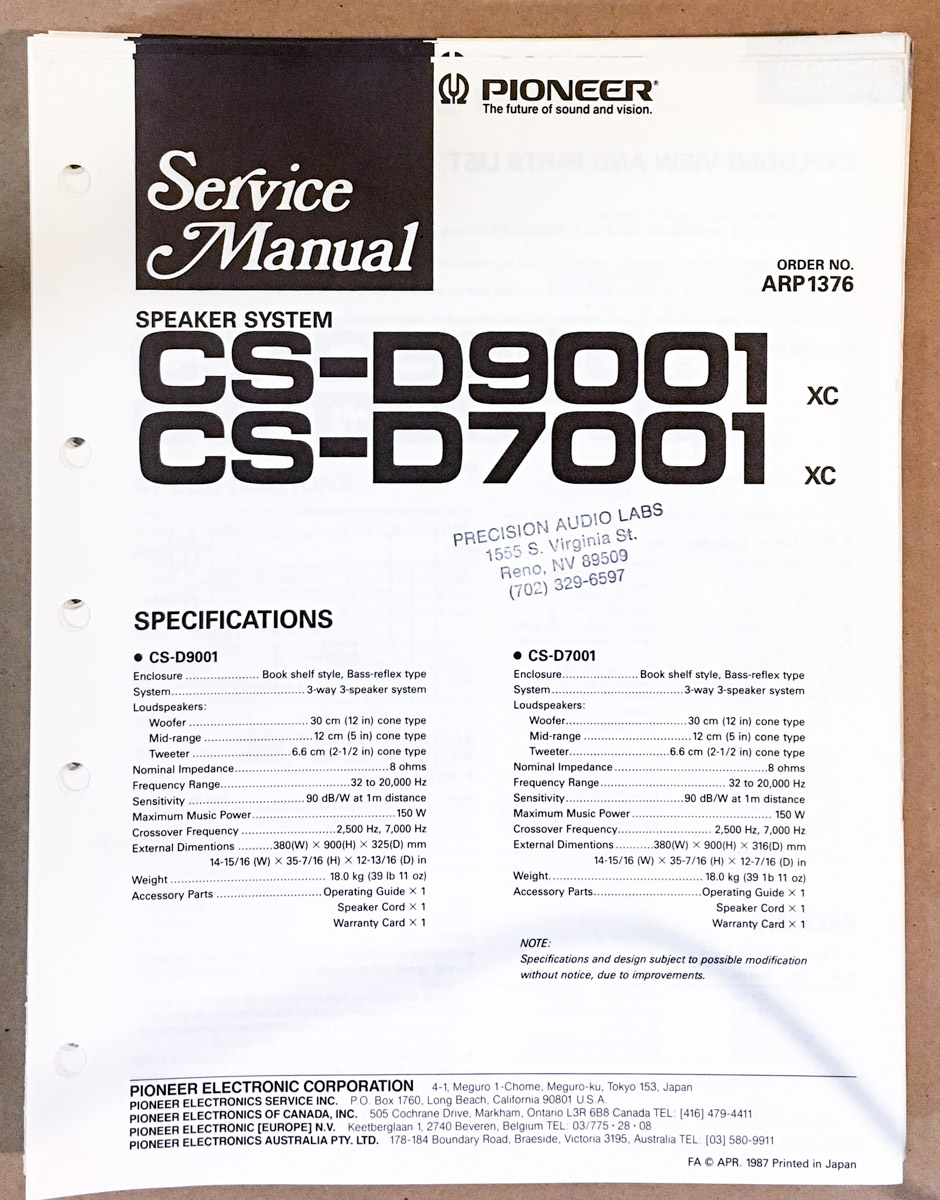 Service
Manual
PIONEER®
The future of sound and vision.
ORDER NO.
ARP1376
SPEAKER SYSTEM
CS-D9001 XC
CS-D7001 XC
PRECISION AUDIO LABS
1555 S. Virginia St.
Reno, NV 89509
(702) 329-6597
SPECIFICATIONS
● CS-D9001
Enclosure .................... Book shelf style, Bass-reflex type
System..................................... 3-way 3-speaker system
Loudspeakers:
Woofer ................................. 30 cm (12 in) cone type
Mid-range .............................. 12 cm (5 in) cone type
Tweeter ........................... 6.6 cm (2-1/2 in) cone type
Nominal Impedance.......................................... 8 ohms
Frequency Range................................... 32 to 20,000 Hz
Sensitivity ................................ 90 dB/W at 1m distance
Maximum Music Power....................................... 150 W
Crossover Frequency .......................... 2,500 Hz, 7,000 Hz
External Dimentions ..........380(W) × 900(H) × 325(D) mm
14-15/16 (W) × 35-7/16 (H) × 12-13/16 (D) in
Weight .......................................... 18.0 kg (39 lb 11 oz)
Accessory Parts ............................. Operating Guide × 1
Speaker Cord × 1
Warranty Card × 1
● CS-D7001
Enclosure..................... Book shelf style, Bass-reflex type
System..................................... 3-way 3-speaker system
Loudspeakers:
Woofer.................................. 30 cm (12 in) cone type
Mid-range .............................. 12 cm (5 in) cone type
Tweeter........................... 6.6 cm (2-1/2 in) cone type
Nominal Impedance.......................................... 8 ohms
Frequency Range................................... 32 to 20,000 Hz
Sensitivity................................ 90 dB/W at 1m distance
Maximum Music Power ...................................... 150 W
Crossover Frequency.......................... 2,500 Hz, 7,000 Hz
External Dimentions ..........380(W) × 900(H) × 316(D) mm
14-15/16 (W) × 35-7/16 (H) × 12-7/16 (D) in
Weight.......................................... 18.0 kg (39 lb 11 oz)
Accessory Parts............................. Operating Guide × 1
Speaker Cord × 1
Warranty Card × 1
NOTE:
Specifications and design subject to possible modification
without notice, due to improvements.
PIONEER ELECTRONIC CORPORATION 4-1, Meguro 1-Chome, Meguro-ku, Tokyo 153, Japan
PIONEER ELECTRONICS SERVICE INC. P.O. Box 1760, Long Beach, California 90801 U.S.A.
PIONEER ELECTRONICS OF CANADA, INC. 505 Cochrane Drive, Markham, Ontario L3R 6B8 Canada TEL: [416] 479-4411
PIONEER ELECTRONIC [EUROPE] N.V. Keetberglaan 1, 2740 Beveren, Belgium TEL: 03/775·28·08
PIONEER ELECTRONICS AUSTRALIA PTY. LTD. 178-184 Boundary Road, Braeside, Victoria 3195, Australia TEL: [03] 580-9911
FA © APR. 1987 Printed in Japan